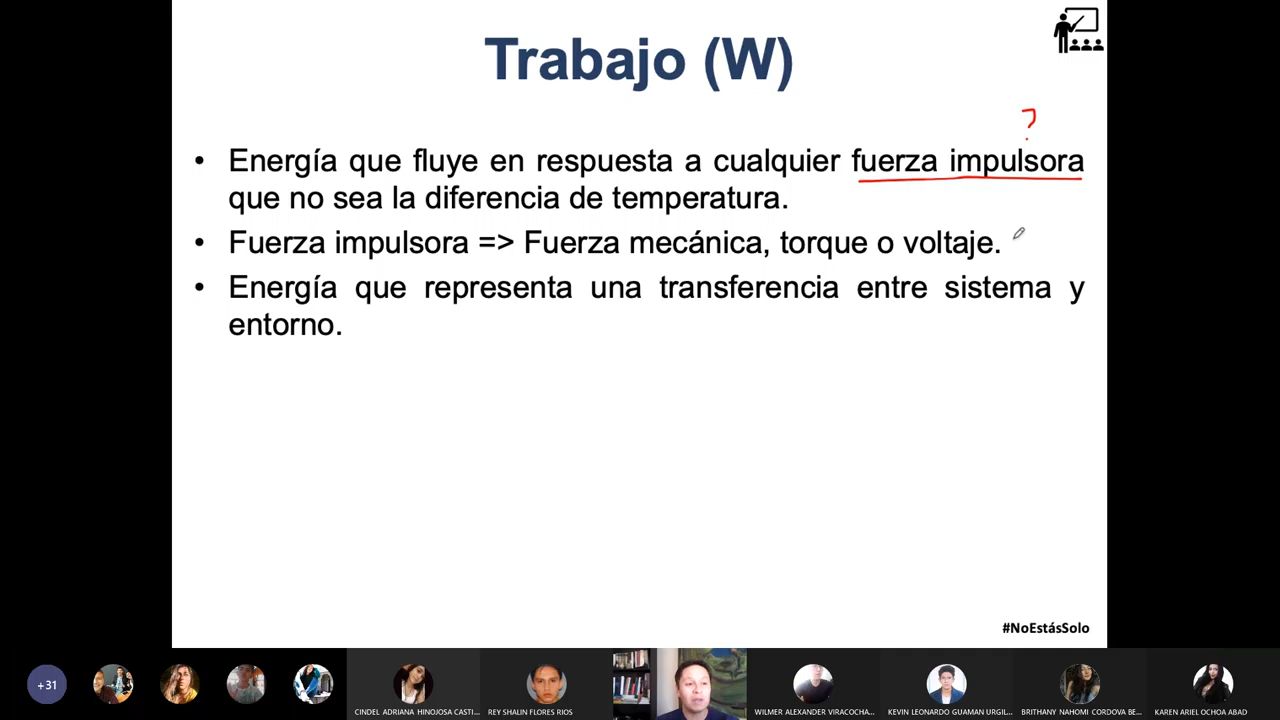 Trabajo (W)
?
• Energía que fluye en respuesta a cualquier fuerza impulsora
que no sea la diferencia de temperatura.
• Fuerza impulsora => Fuerza mecánica, torque o voltaje.
• Energía que representa una transferencia entre sistema y
entorno.
#NoEstásSolo
+31
CINDEL ADRIANA HINOJOSA CASTI...
REY SHALIN FLORES RIOS
WILMER ALEXANDER VIRACOCHA...
KEVIN LEONARDO GUAMAN URGIL...
BRITHANY NAHOMI CORDOVA BE...
KAREN ARIEL OCHOA ABAD